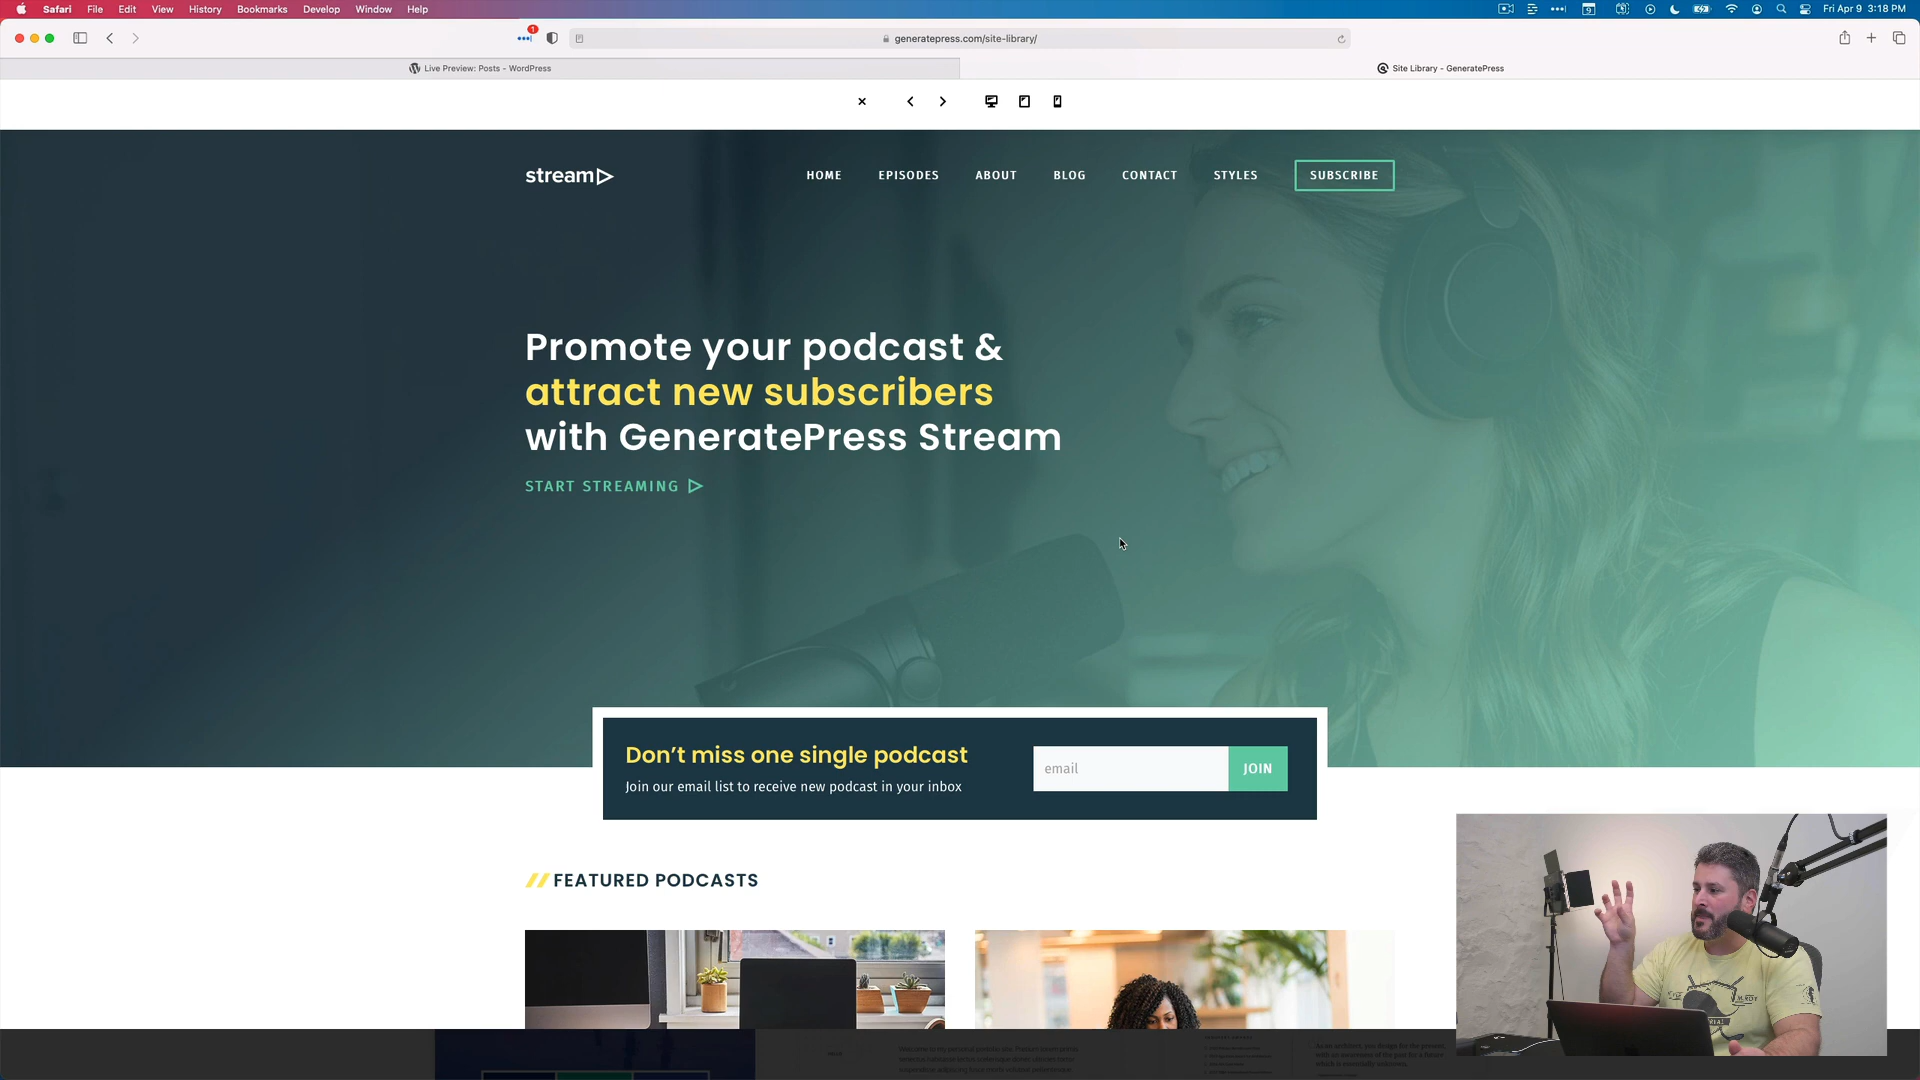 Safari File Edit View History Bookmarks Develop Window Help
9
Fri Apr 9 3:18 PM
1
generatepress.com/site-library/
Live Preview: Posts - WordPress
Site Library - GeneratePress
stream
HOME EPISODES ABOUT BLOG CONTACT STYLES SUBSCRIBE
Promote your podcast &
attract new subscribers
with GeneratePress Stream
START STREAMING
Don’t miss one single podcast
Join our email list to receive new podcast in your inbox
email
JOIN
FEATURED PODCASTS